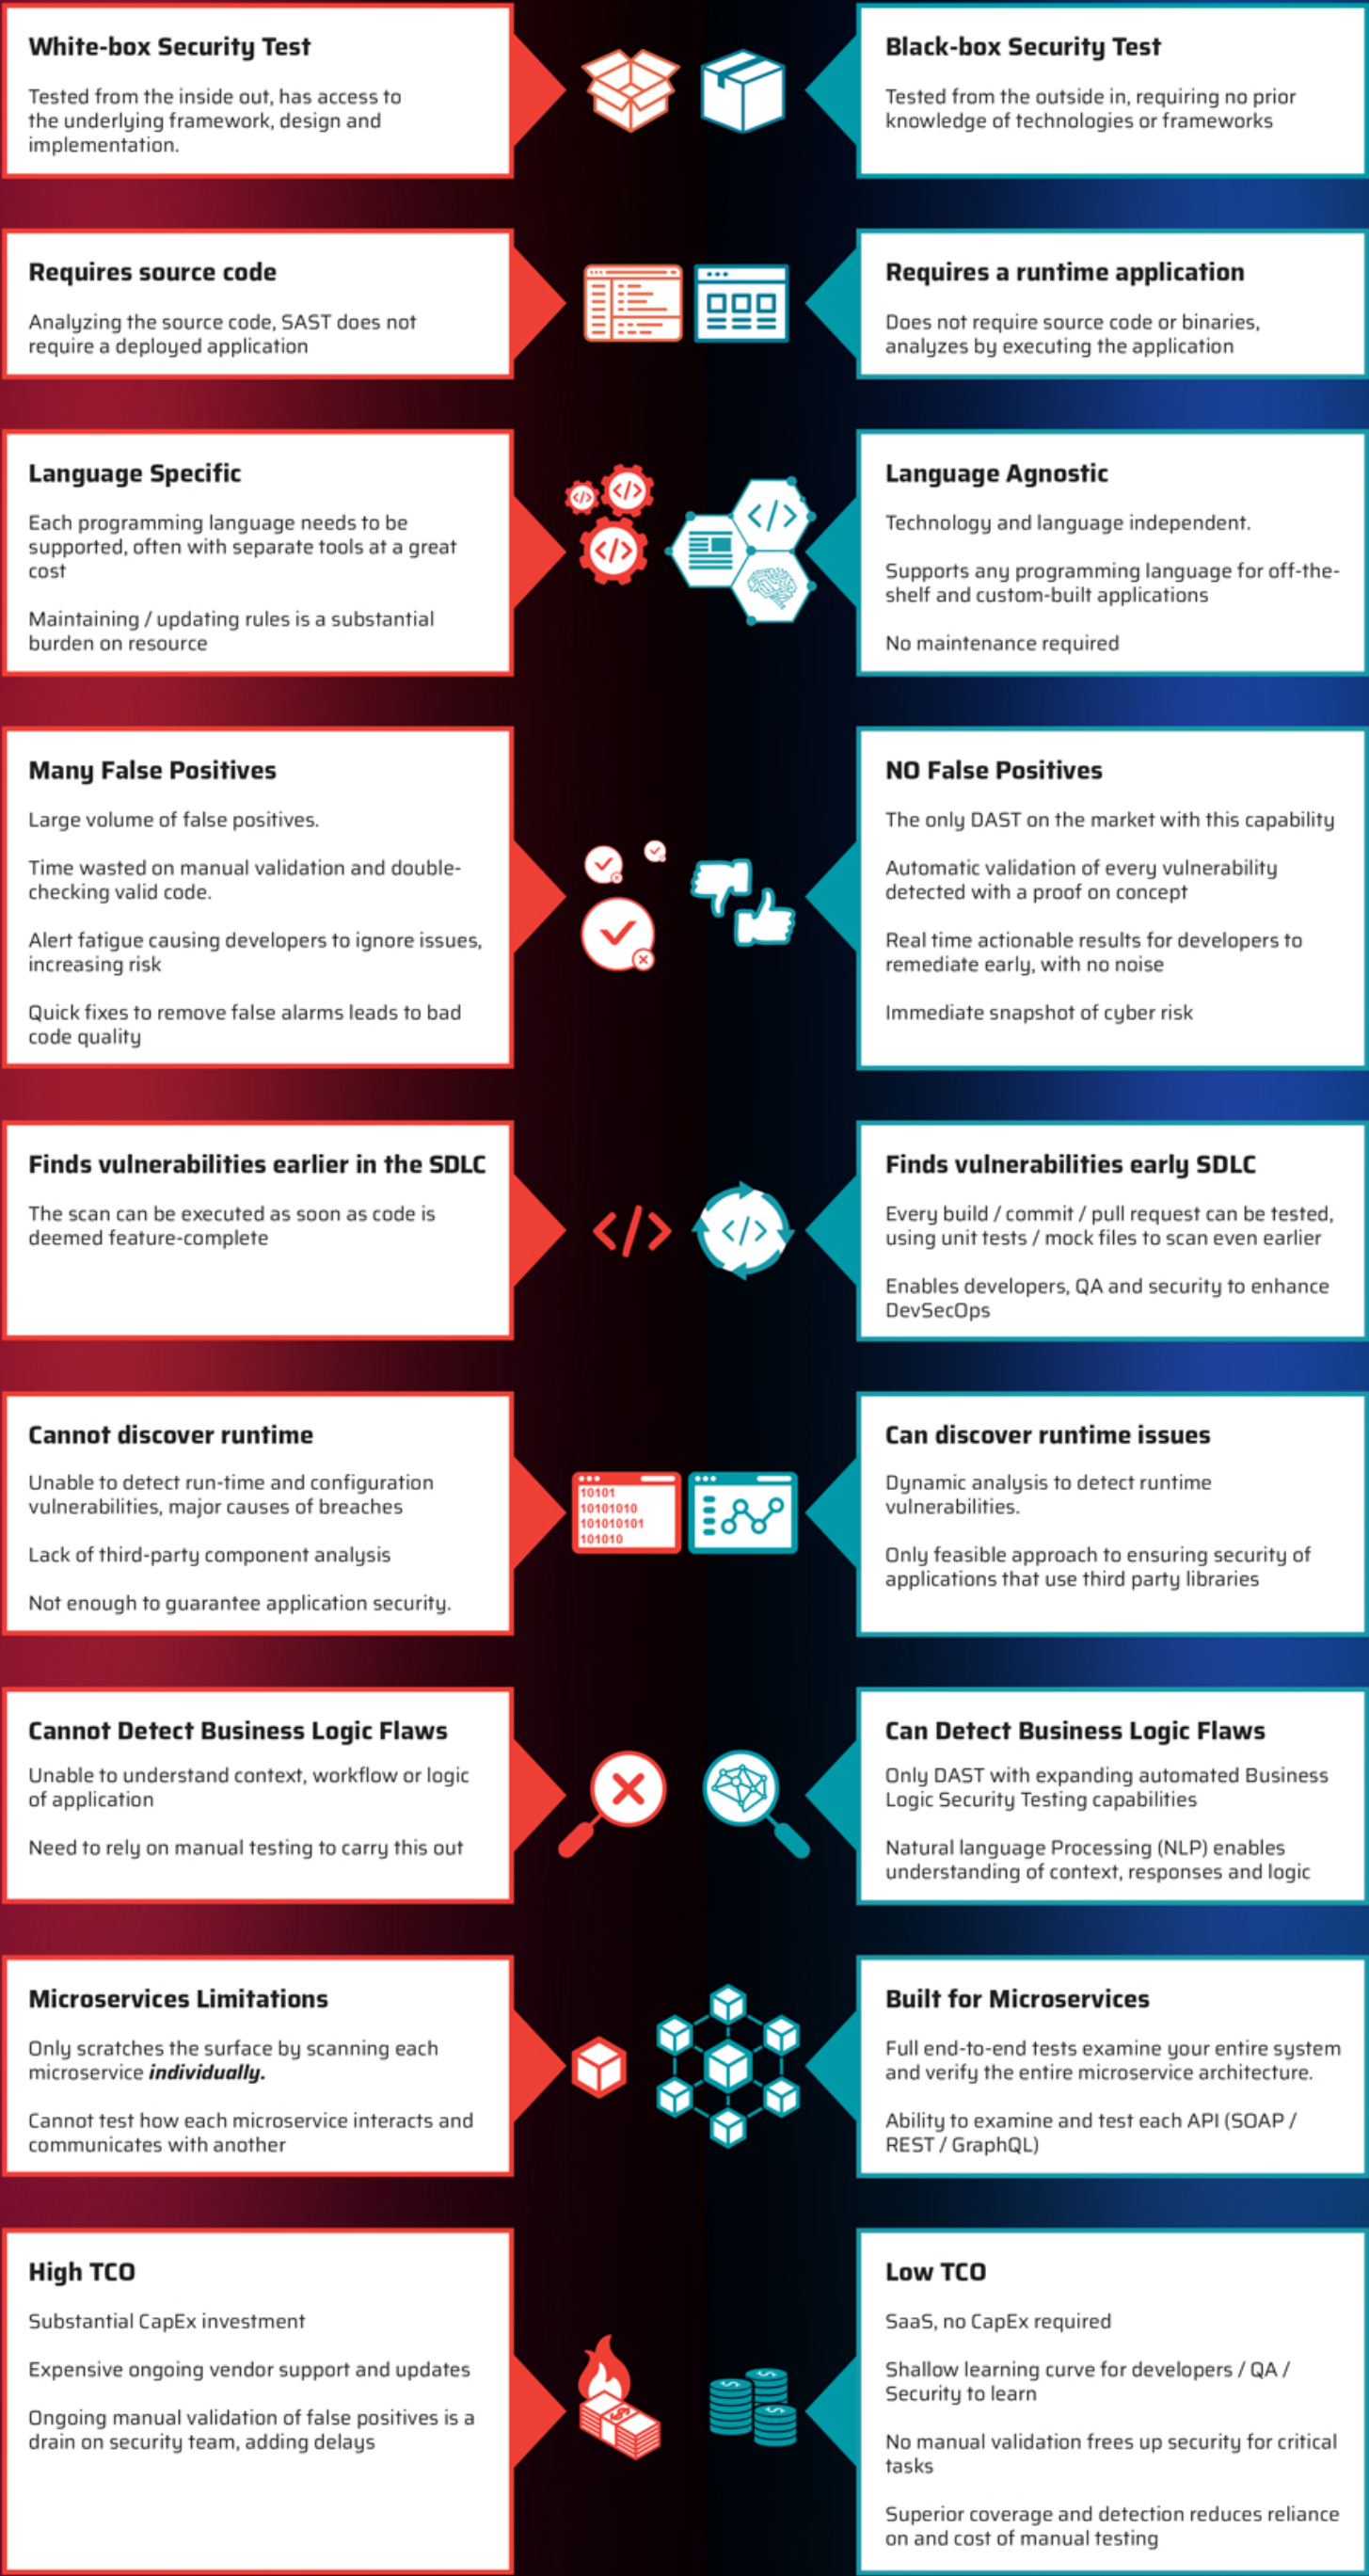 White-box Security Test
Tested from the inside out, has access to
the underlying framework, design and
implementation.
Black-box Security Test
Tested from the outside in, requiring no prior
knowledge of technologies or frameworks
Requires source code
Analyzing the source code, SAST does not
require a deployed application
Requires a runtime application
Does not require source code or binaries,
analyzes by executing the application
Language Specific
Each programming language needs to be
supported, often with separate tools at a great
cost
Maintaining / updating rules is a substantial
burden on resource
</>
</>
</>
</>
Language Agnostic
Technology and language independent.
Supports any programming language for off-the-
shelf and custom-built applications
No maintenance required
Many False Positives
Large volume of false positives.
Time wasted on manual validation and double-
checking valid code.
Alert fatigue causing developers to ignore issues,
increasing risk
Quick fixes to remove false alarms leads to bad
code quality
NO False Positives
The only DAST on the market with this capability
Automatic validation of every vulnerability
detected with a proof on concept
Real time actionable results for developers to
remediate early, with no noise
Immediate snapshot of cyber risk
Finds vulnerabilities earlier in the SDLC
The scan can be executed as soon as code is
deemed feature-complete
</>
</>
Finds vulnerabilities early SDLC
Every build / commit / pull request can be tested,
using unit tests / mock files to scan even earlier
Enables developers, QA and security to enhance
DevSecOps
Cannot discover runtime
Unable to detect run-time and configuration
vulnerabilities, major causes of breaches
Lack of third-party component analysis
Not enough to guarantee application security.
10101
10101010
101010101
101010
Can discover runtime issues
Dynamic analysis to detect runtime
vulnerabilities.
Only feasible approach to ensuring security of
applications that use third party libraries
Cannot Detect Business Logic Flaws
Unable to understand context, workflow or logic
of application
Need to rely on manual testing to carry this out
Can Detect Business Logic Flaws
Only DAST with expanding automated Business
Logic Security Testing capabilities
Natural language Processing (NLP) enables
understanding of context, responses and logic
Microservices Limitations
Only scratches the surface by scanning each
microservice individually.
Cannot test how each microservice interacts and
communicates with another
Built for Microservices
Full end-to-end tests examine your entire system
and verify the entire microservice architecture.
Ability to examine and test each API (SOAP /
REST / GraphQL)
High TCO
Substantial CapEx investment
Expensive ongoing vendor support and updates
Ongoing manual validation of false positives is a
drain on security team, adding delays
$
$
$
$
Low TCO
SaaS, no CapEx required
Shallow learning curve for developers / QA /
Security to learn
No manual validation frees up security for critical
tasks
Superior coverage and detection reduces reliance
on and cost of manual testing